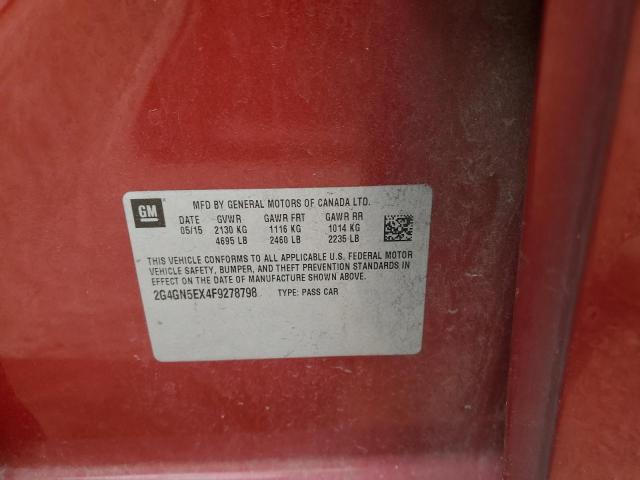 GM
MFD BY GENERAL MOTORS OF CANADA LTD.
DATE GVWR GAWR FRT GAWR RR
05/15 2130 KG 1116 KG 1014 KG
4695 LB 2460 LB 2235 LB
THIS VEHICLE CONFORMS TO ALL APPLICABLE U.S. FEDERAL MOTOR
VEHICLE SAFETY, BUMPER, AND THEFT PREVENTION STANDARDS IN
EFFECT ON THE DATE OF MANUFACTURE SHOWN ABOVE.
2G4GN5EX4F9278798 TYPE: PASS CAR